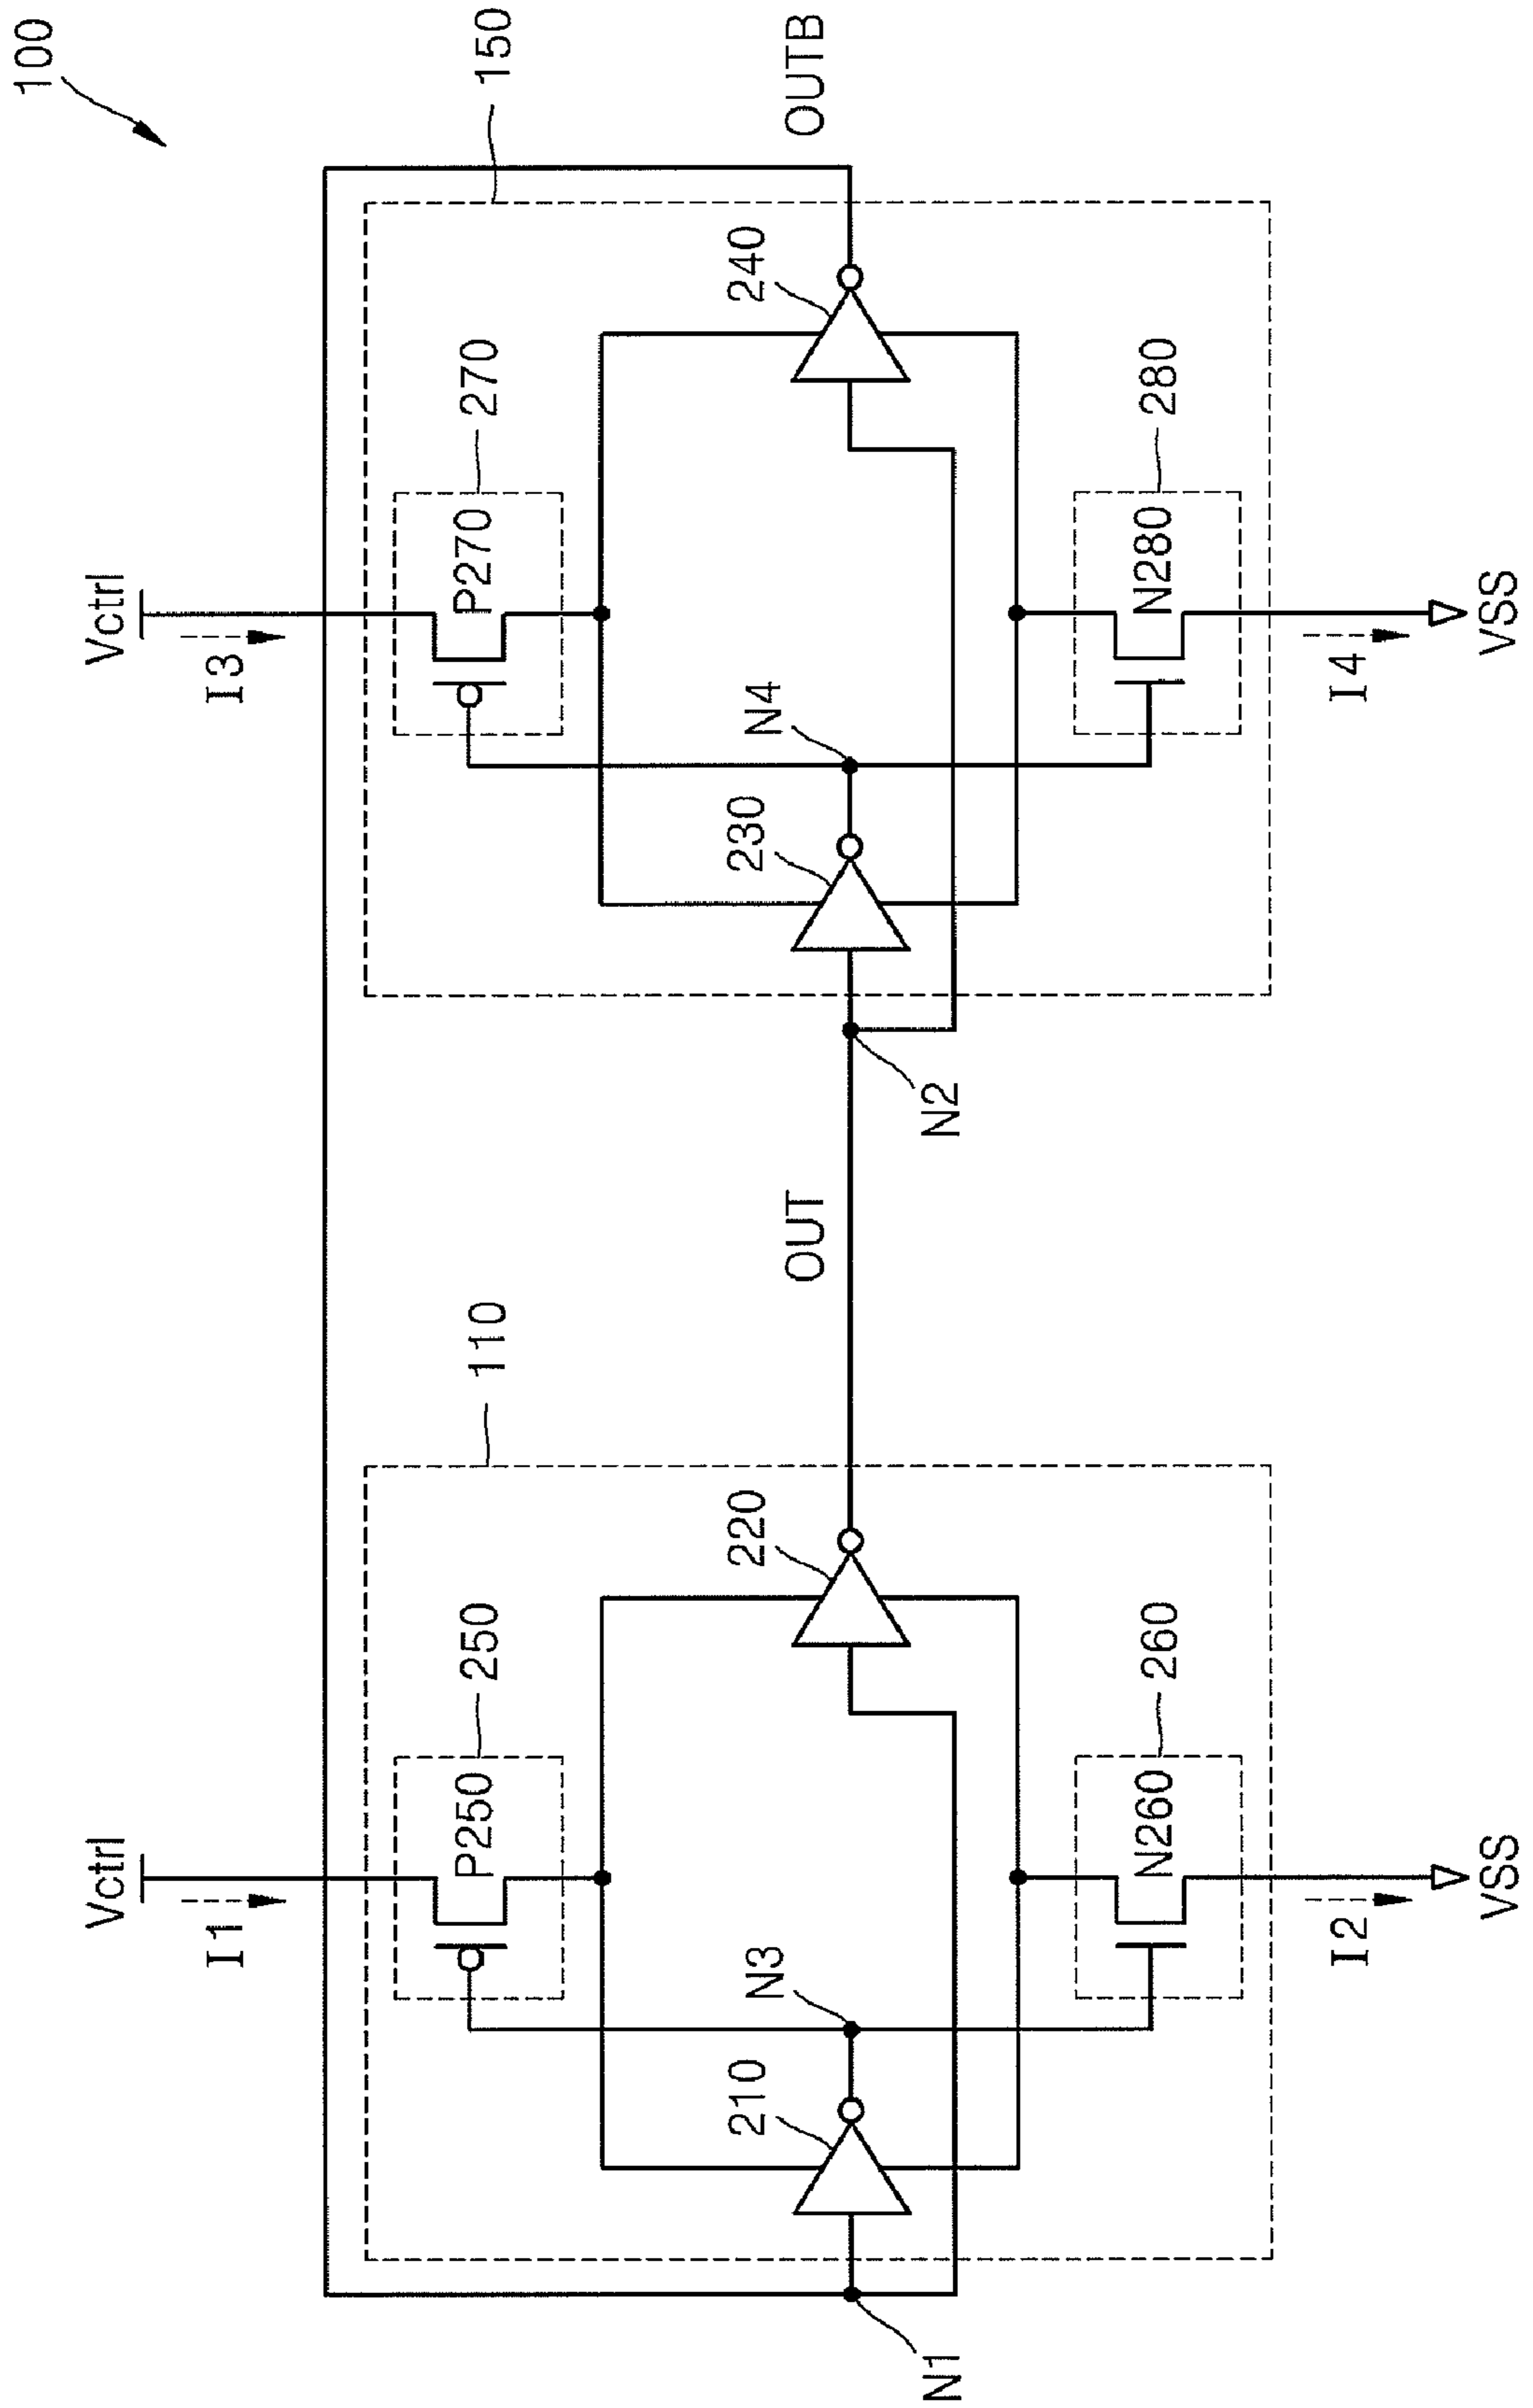 100
Vctrl
Vctrl
I1
I3
110
150
P250
250
P270
270
210
220
230
240
N3
N4
OUT
OUTB
N1
N2
N260
260
N280
280
I2
I4
VSS
VSS